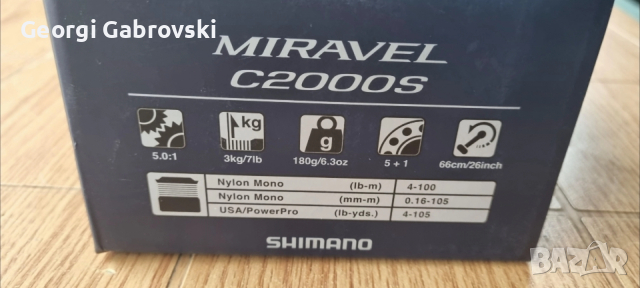 Georgi Gabrovski
MIRAVEL
C2000S
kg
g
5.0:1
3kg/7lb
180g/6.3oz
5 + 1
66cm/26inch
Nylon Mono (lb-m) 4-100
Nylon Mono (mm-m) 0.16-105
USA/PowerPro (lb-yds.) 4-105
SHIMANO
BAZAR